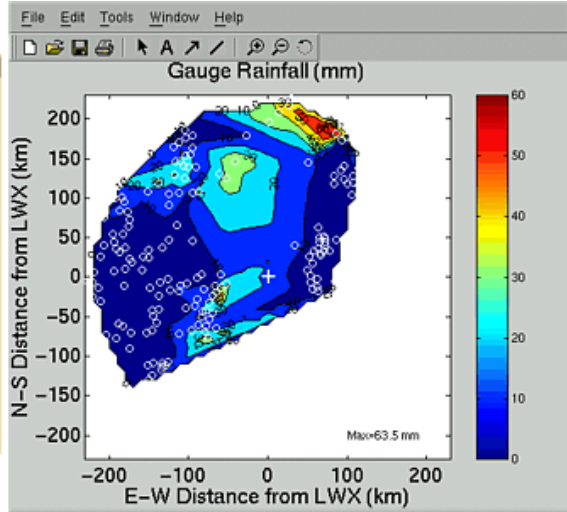 File Edit Tools Window Help
A
Gauge Rainfall (mm)
200
150
100
50
0
−50
−100
−150
−200
N−S Distance from LWX (km)
−200 −100 0 100 200
E−W Distance from LWX (km)
Max=63.5 mm
60
50
40
30
20
10
0